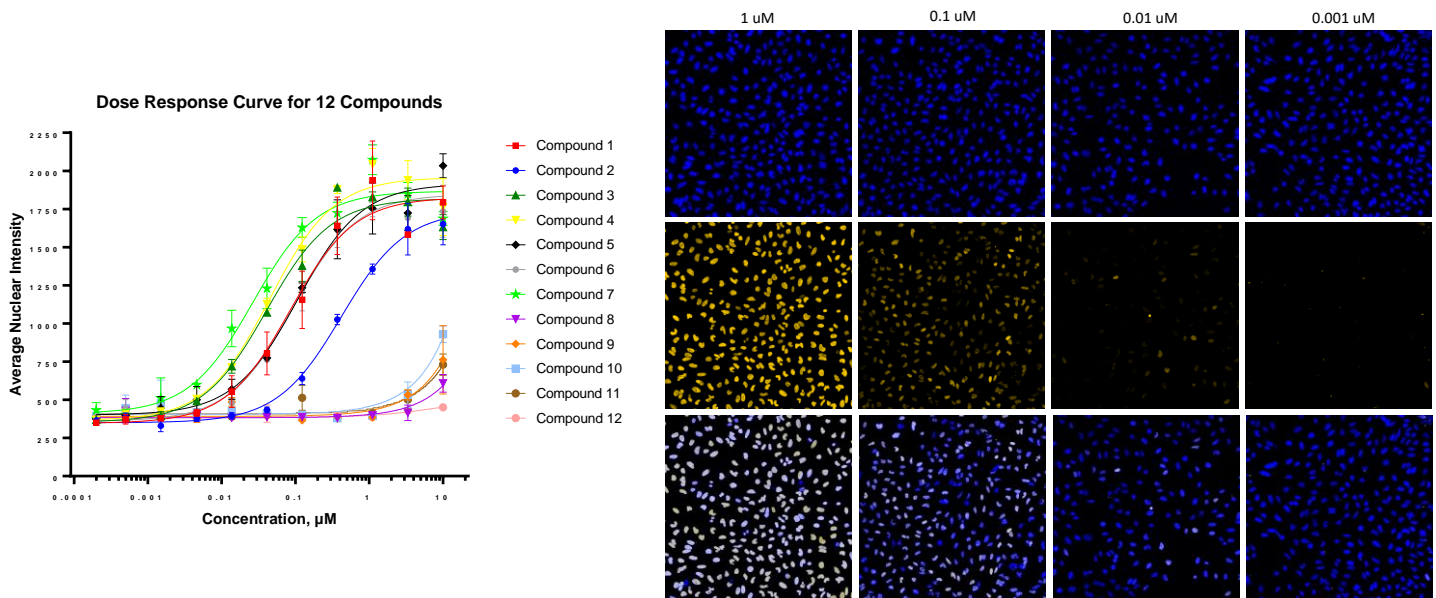 1 uM 0.1 uM 0.01 uM 0.001 uM
Dose Response Curve for 12 Compounds
Average Nuclear Intensity
2250
2000
1750
1500
1250
1000
750
500
250
0
0.0001 0.001 0.01 0.1 1 10
Concentration, μM
Compound 1
Compound 2
Compound 3
Compound 4
Compound 5
Compound 6
Compound 7
Compound 8
Compound 9
Compound 10
Compound 11
Compound 12